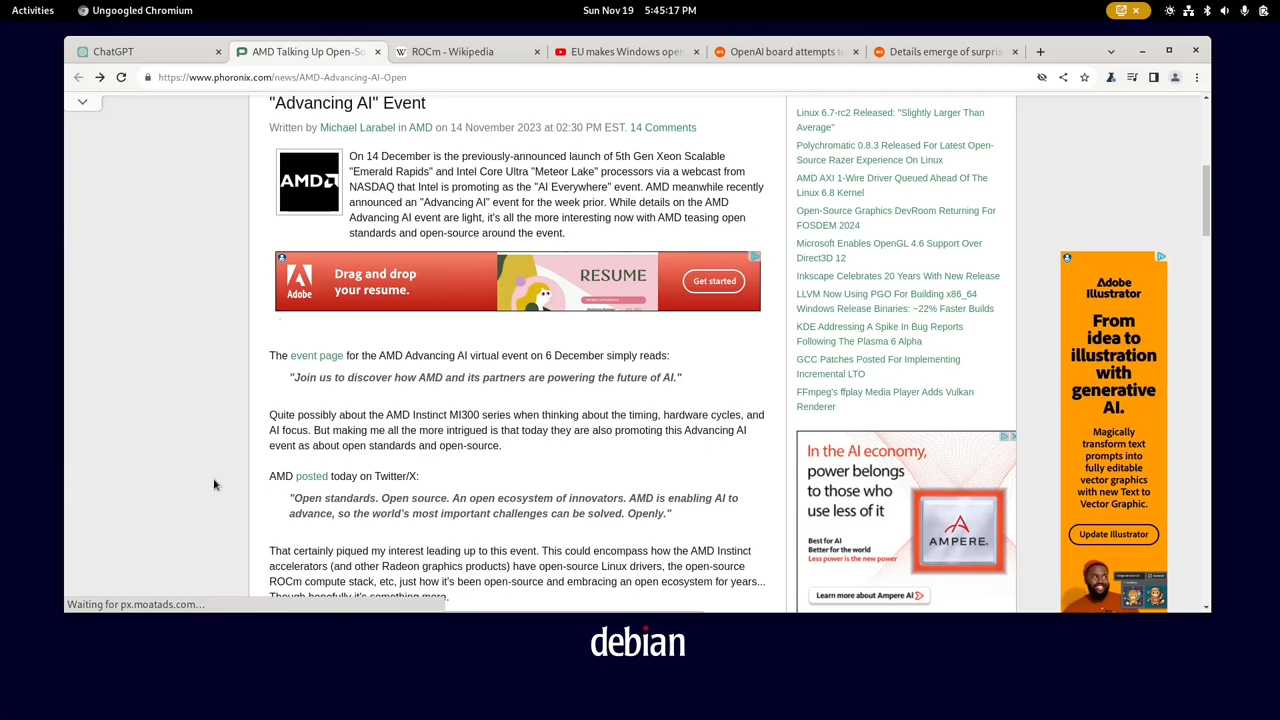 Activities
Ungoogled Chromium
Sun Nov 19 5:45:17 PM
ChatGPT
AMD Talking Up Open-So
ROCm - Wikipedia
EU makes Windows open
OpenAI board attempts t
Details emerge of surpris
https://www.phoronix.com/news/AMD-Advancing-AI-Open
"Advancing AI" Event
Written by Michael Larabel in AMD on 14 November 2023 at 02:30 PM EST. 14 Comments
AMD
On 14 December is the previously-announced launch of 5th Gen Xeon Scalable
"Emerald Rapids" and Intel Core Ultra "Meteor Lake" processors via a webcast from
NASDAQ that Intel is promoting as the "AI Everywhere" event. AMD meanwhile recently
announced an "Advancing AI" event for the week prior. While details on the AMD
Advancing AI event are light, it's all the more interesting now with AMD teasing open
standards and open-source around the event.
Adobe
Drag and drop
your resume.
RESUME
Get started
The event page for the AMD Advancing AI virtual event on 6 December simply reads:
"Join us to discover how AMD and its partners are powering the future of AI."
Quite possibly about the AMD Instinct MI300 series when thinking about the timing, hardware cycles, and
AI focus. But making me all the more intrigued is that today they are also promoting this Advancing AI
event as about open standards and open-source.
AMD posted today on Twitter/X:
"Open standards. Open source. An open ecosystem of innovators. AMD is enabling AI to
advance, so the world's most important challenges can be solved. Openly."
That certainly piqued my interest leading up to this event. This could encompass how the AMD Instinct
accelerators (and other Radeon graphics products) have open-source Linux drivers, the open-source
ROCm compute stack, etc, just how it's been open-source and embracing an open ecosystem for years...
Though hopefully it's something more.
Linux 6.7-rc2 Released: "Slightly Larger Than
Average"
Polychromatic 0.8.3 Released For Latest Open-
Source Razer Experience On Linux
AMD AXI 1-Wire Driver Queued Ahead Of The
Linux 6.8 Kernel
Open-Source Graphics DevRoom Returning For
FOSDEM 2024
Microsoft Enables OpenGL 4.6 Support Over
Direct3D 12
Inkscape Celebrates 20 Years With New Release
LLVM Now Using PGO For Building x86_64
Windows Release Binaries: ~22% Faster Builds
KDE Addressing A Spike In Bug Reports
Following The Plasma 6 Alpha
GCC Patches Posted For Implementing
Incremental LTO
FFmpeg's ffplay Media Player Adds Vulkan
Renderer
In the AI economy,
power belongs
to those who
use less of it
Best for AI
Better for the world
Less power is the new power
AMPERE.
Learn more about Ampere AI
Adobe
Illustrator
From
idea to
illustration
with
generative
AI.
Magically
transform text
prompts into
fully editable
vector graphics
with new Text to
Vector Graphic.
Update Illustrator
Waiting for px.moatads.com...
debian